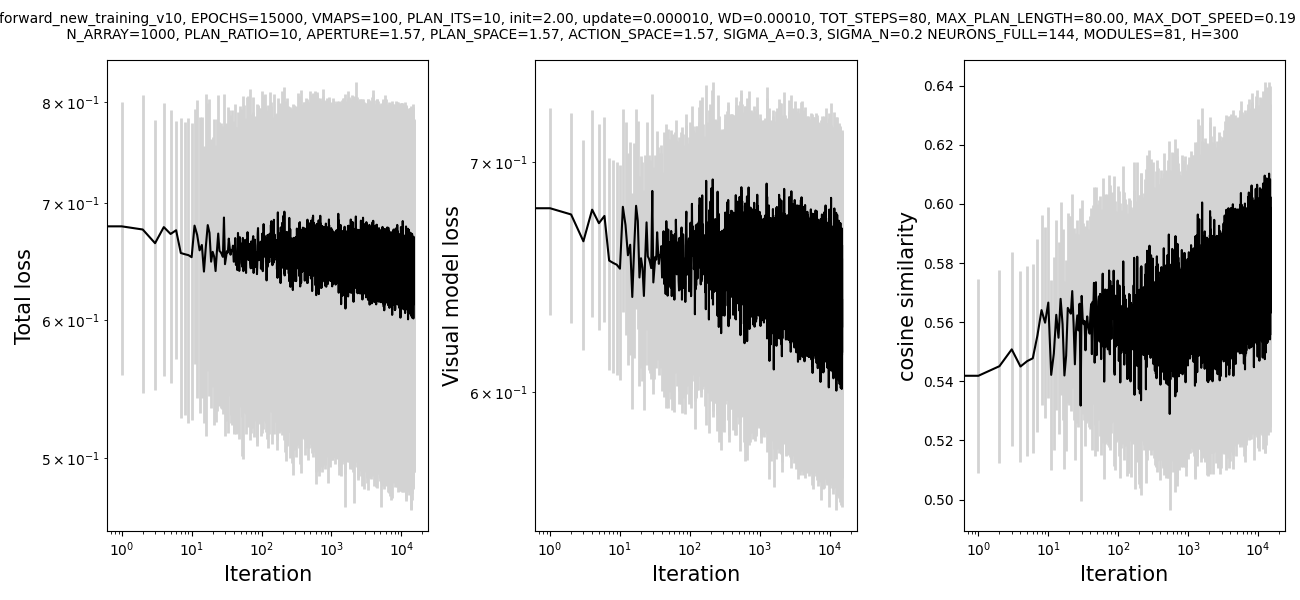 forward_new_training_v10, EPOCHS=15000, VMAPS=100, PLAN_ITS=10, init=2.00, update=0.000010, WD=0.00010, TOT_STEPS=80, MAX_PLAN_LENGTH=80.00, MAX_DOT_SPEED=0.19
N_ARRAY=1000, PLAN_RATIO=10, APERTURE=1.57, PLAN_SPACE=1.57, ACTION_SPACE=1.57, SIGMA_A=0.3, SIGMA_N=0.2 NEURONS_FULL=144, MODULES=81, H=300
Total loss
8 × 10⁻¹
7 × 10⁻¹
6 × 10⁻¹
5 × 10⁻¹
10⁰ 10¹ 10² 10³ 10⁴
Iteration
Visual model loss
7 × 10⁻¹
6 × 10⁻¹
10⁰ 10¹ 10² 10³ 10⁴
Iteration
cosine similarity
0.64
0.62
0.60
0.58
0.56
0.54
0.52
0.50
10⁰ 10¹ 10² 10³ 10⁴
Iteration